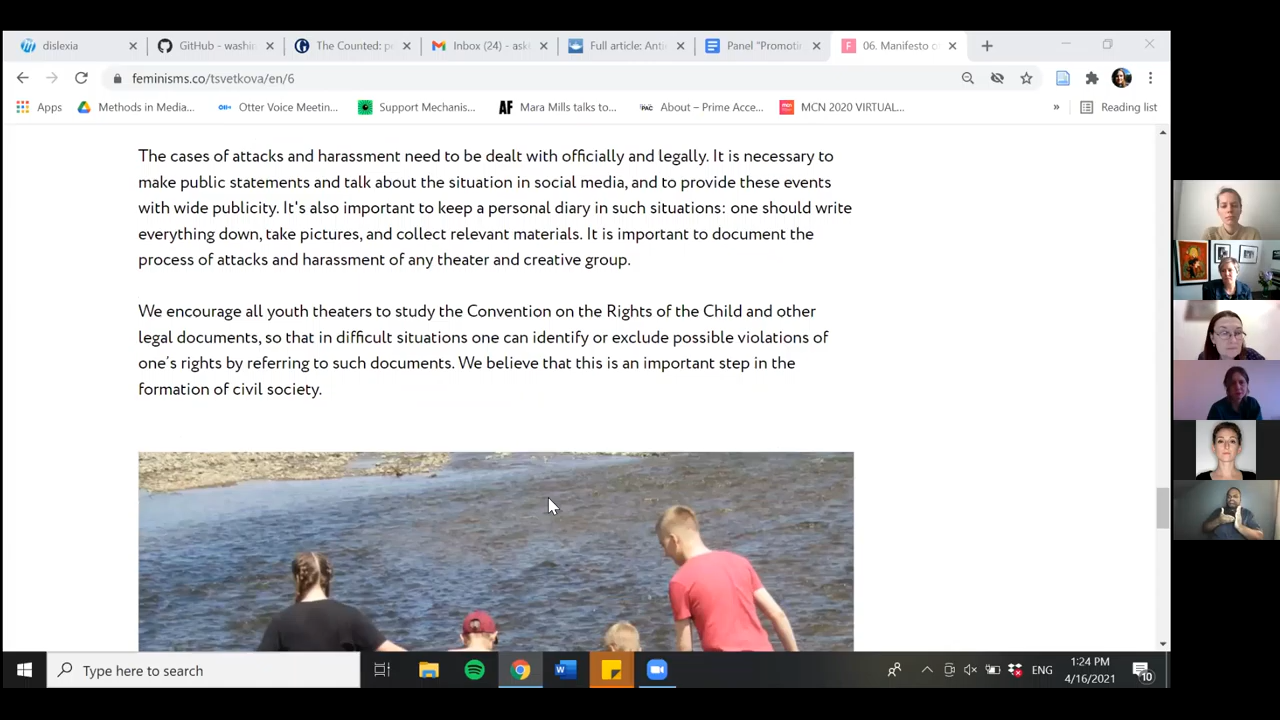 dislexia
GitHub - washin
The Counted: pe
Inbox (24) - askt
Full article: Anti
Panel "Promotin
06. Manifesto o
feminisms.co/tsvetkova/en/6
Apps
Methods in Media...
Otter Voice Meetin...
Support Mechanis...
AF
Mara Mills talks to...
PAC
About – Prime Acce...
MCN 2020 VIRTUAL...
»
Reading list
The cases of attacks and harassment need to be dealt with officially and legally. It is necessary to
make public statements and talk about the situation in social media, and to provide these events
with wide publicity. It's also important to keep a personal diary in such situations: one should write
everything down, take pictures, and collect relevant materials. It is important to document the
process of attacks and harassment of any theater and creative group.
We encourage all youth theaters to study the Convention on the Rights of the Child and other
legal documents, so that in difficult situations one can identify or exclude possible violations of
one’s rights by referring to such documents. We believe that this is an important step in the
formation of civil society.
Type here to search
ENG
1:24 PM
4/16/2021
10